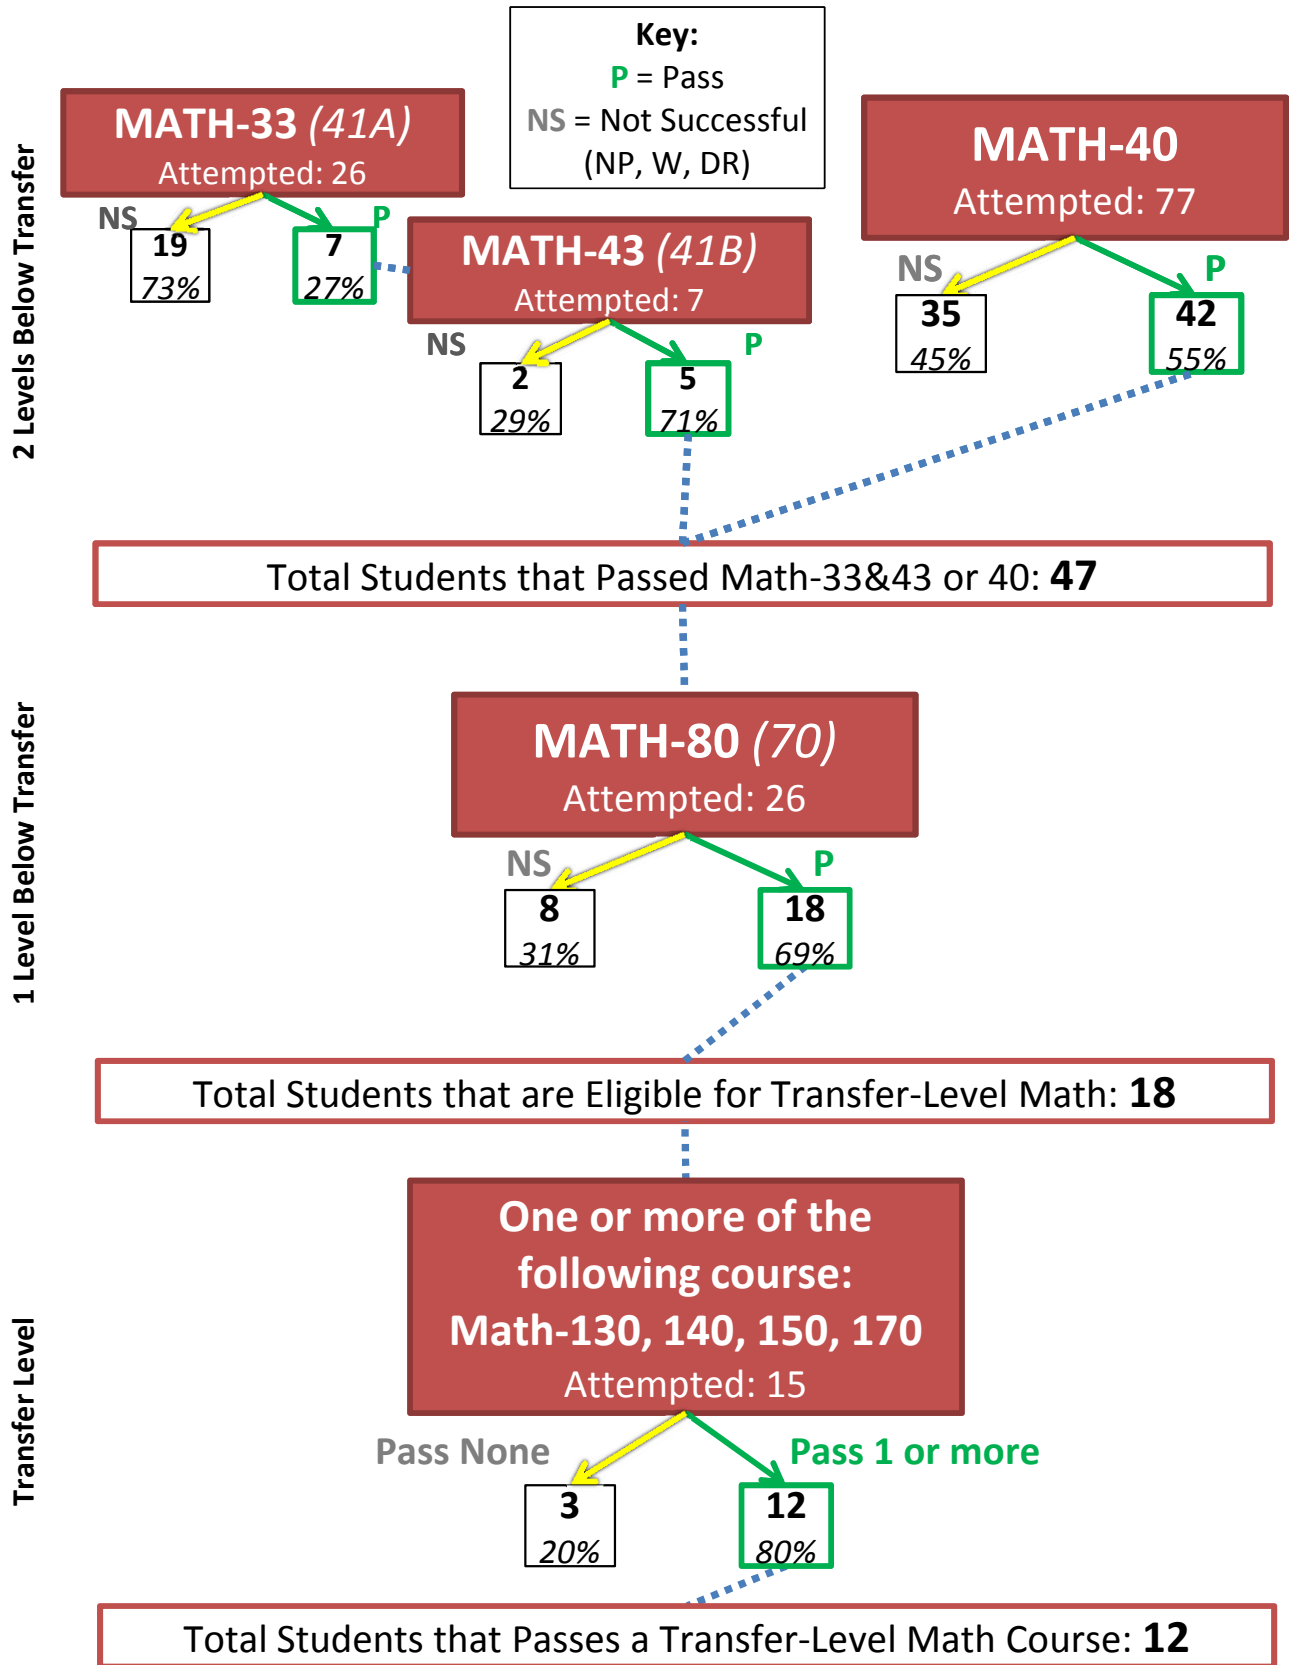 Key:
P = Pass
NS = Not Successful
(NP, W, DR)
2 Levels Below Transfer
MATH-33 (41A)
Attempted: 26
NS
P
19
73%
7
27%
MATH-43 (41B)
Attempted: 7
NS
P
2
29%
5
71%
MATH-40
Attempted: 77
NS
P
35
45%
42
55%
Total Students that Passed Math-33&43 or 40: 47
1 Level Below Transfer
MATH-80 (70)
Attempted: 26
NS
P
8
31%
18
69%
Total Students that are Eligible for Transfer-Level Math: 18
Transfer Level
One or more of the
following course:
Math-130, 140, 150, 170
Attempted: 15
Pass None
Pass 1 or more
3
20%
12
80%
Total Students that Passes a Transfer-Level Math Course: 12